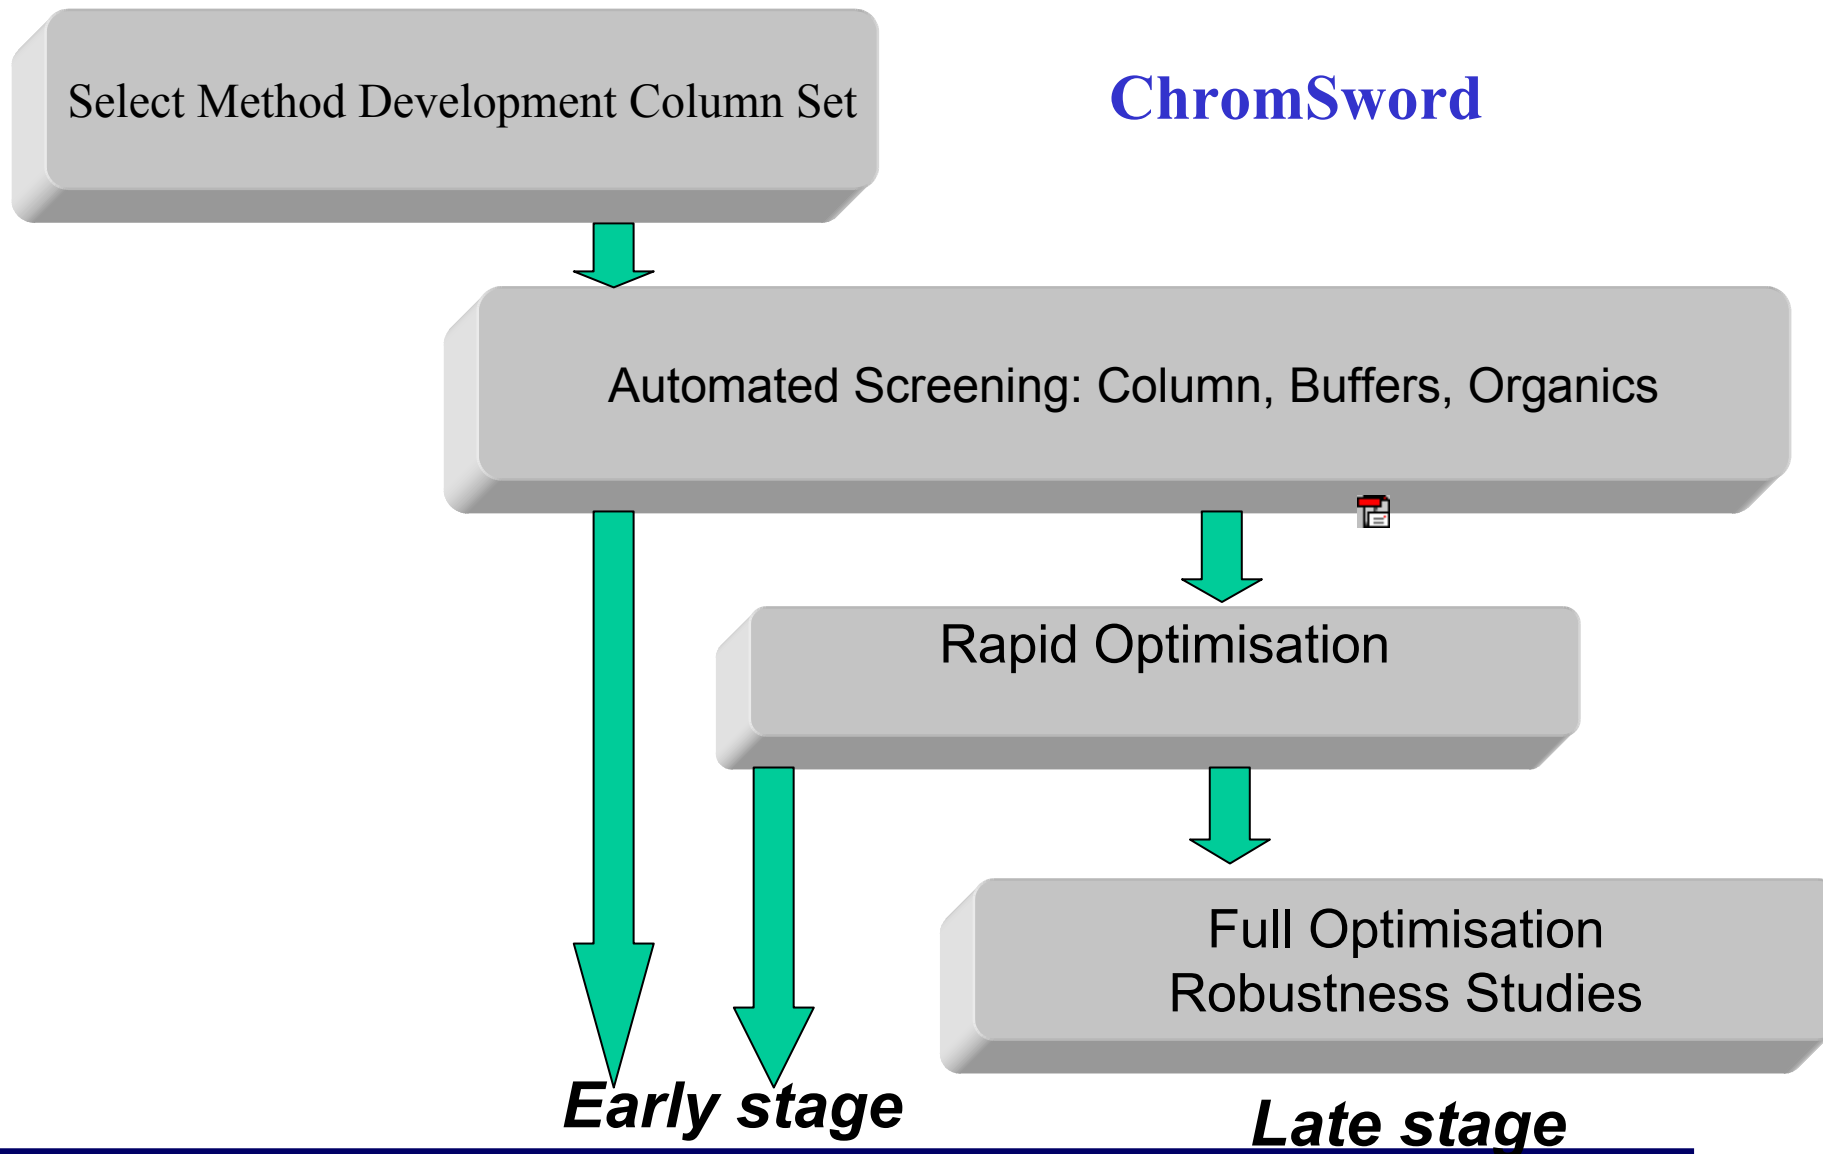 Select Method Development Column Set
ChromSword
Automated Screening: Column, Buffers, Organics
Rapid Optimisation
Full Optimisation
Robustness Studies
Early stage
Late stage